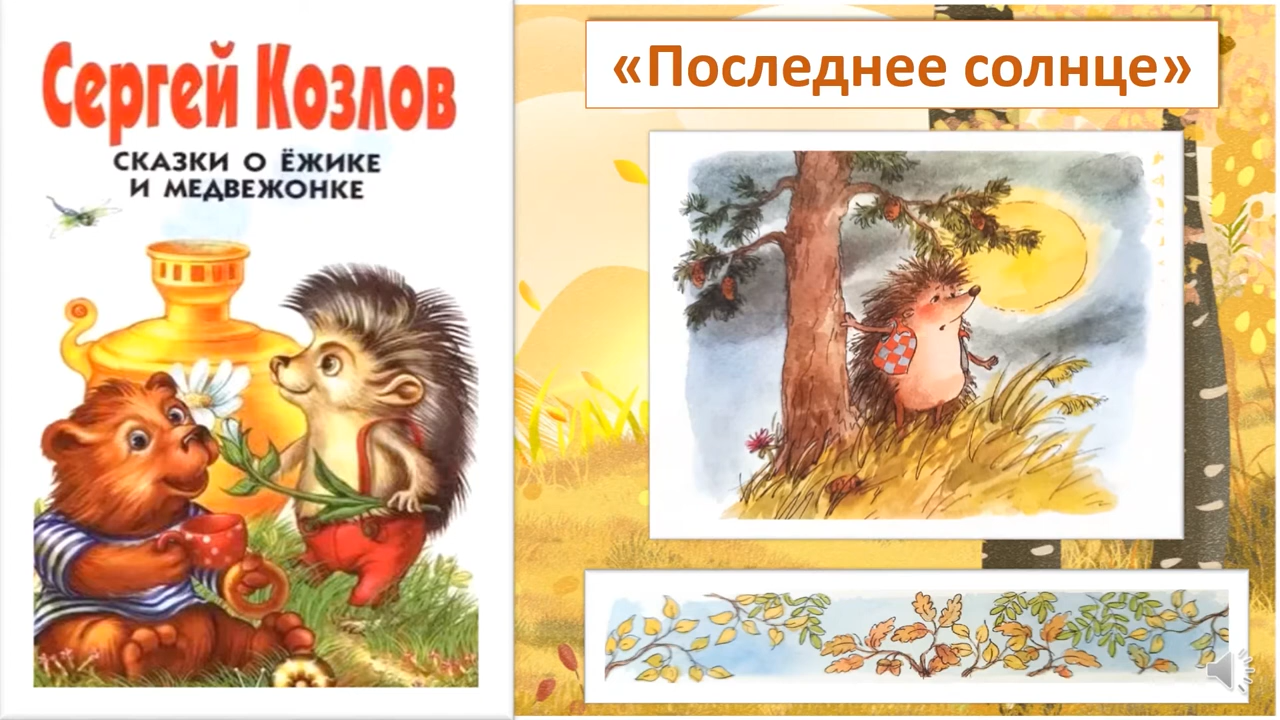 Сергей Козлов
СКАЗКИ О ЁЖИКЕ
И МЕДВЕЖОНКЕ
«Последнее солнце»